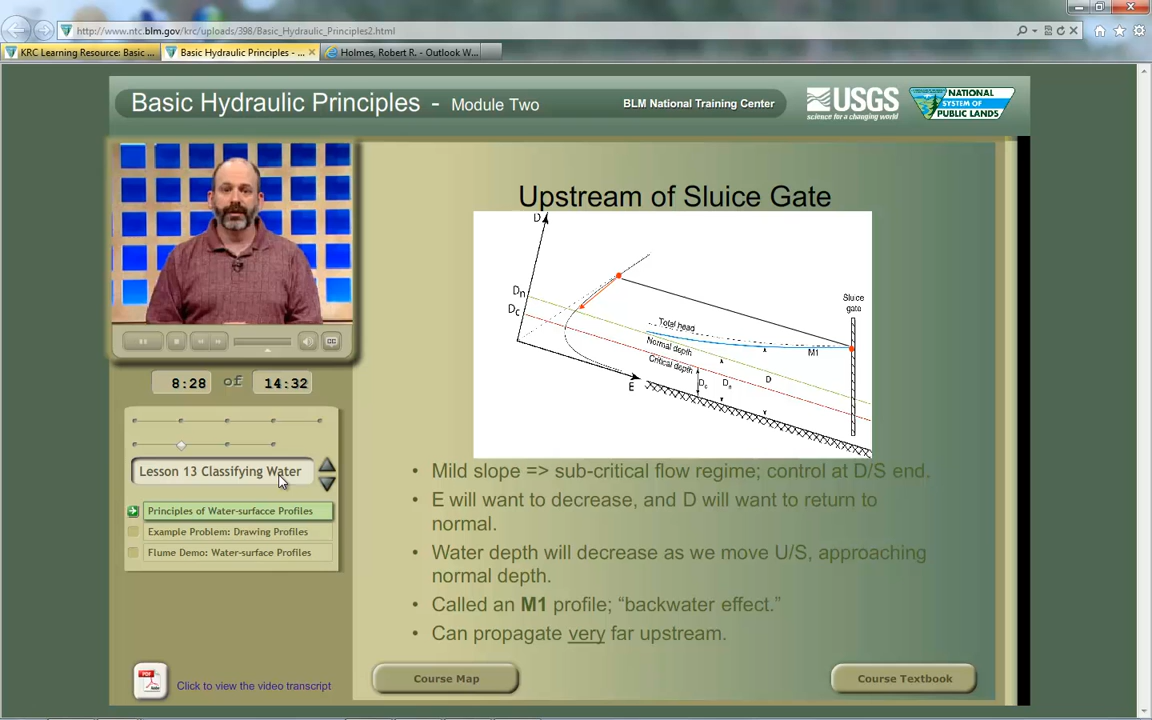 http://www.ntc.blm.gov/krc/uploads/398/Basic_Hydraulic_Principles2.html
KRC Learning Resource: Basic ...
Basic Hydraulic Principles - ...
Holmes, Robert R. - Outlook W...
Basic Hydraulic Principles - Module Two
BLM National Training Center
USGS
science for a changing world
NATIONAL
SYSTEM OF
PUBLIC LANDS
Upstream of Sluice Gate
D
Dn
Dc
E
Total head
Normal depth
Critical depth
Dc
Dn
D
M1
Sluice
gate
CC
8:28 of 14:32
Lesson 13 Classifying Water
Principles of Water-surfacce Profiles
Example Problem: Drawing Profiles
Flume Demo: Water-surface Profiles
• Mild slope => sub-critical flow regime; control at D/S end.
• E will want to decrease, and D will want to return to
normal.
• Water depth will decrease as we move U/S, approaching
normal depth.
• Called an M1 profile; “backwater effect.”
• Can propagate very far upstream.
PDF
Click to view the video transcript
Course Map
Course Textbook